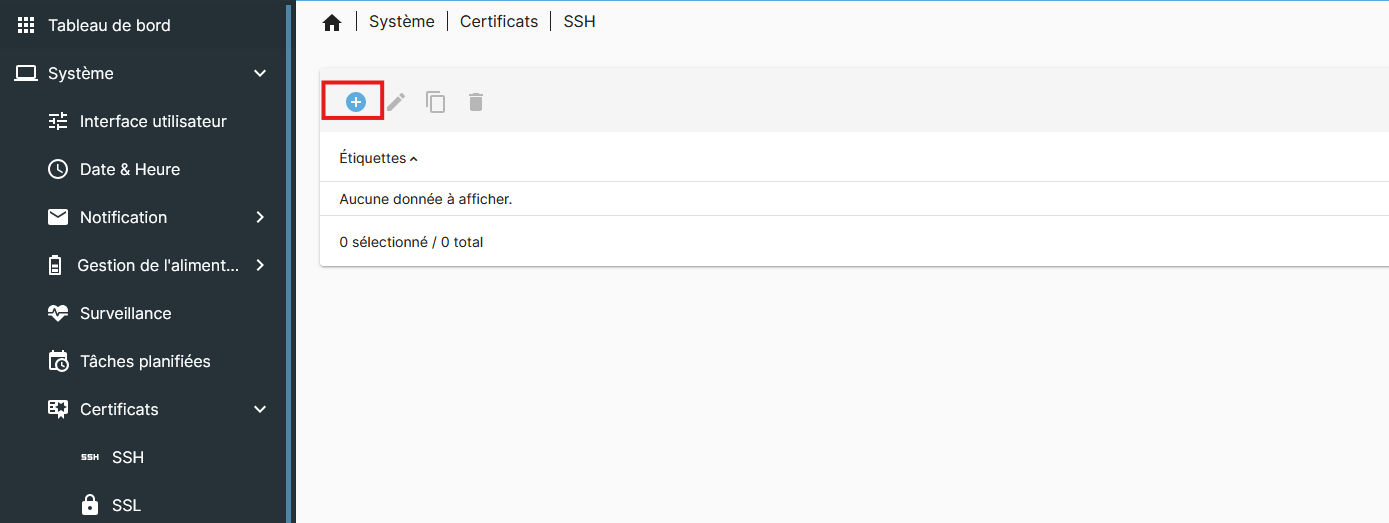 Tableau de bord
Système
Interface utilisateur
Date & Heure
Notification
Gestion de l'aliment...
Surveillance
Tâches planifiées
Certificats
SSH SSH
SSL
Système Certificats SSH
Étiquettes
Aucune donnée à afficher.
0 sélectionné / 0 total